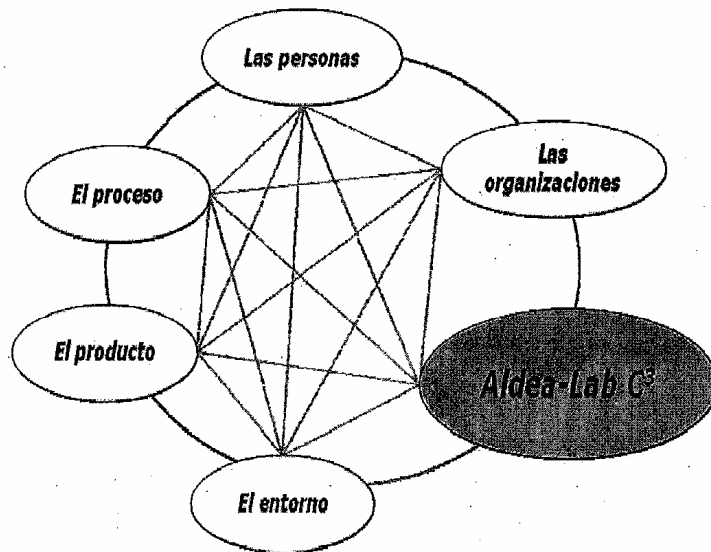 Las personas
Las
organizaciones
El proceso
El producto
Aldea-Lab C³
El entorno